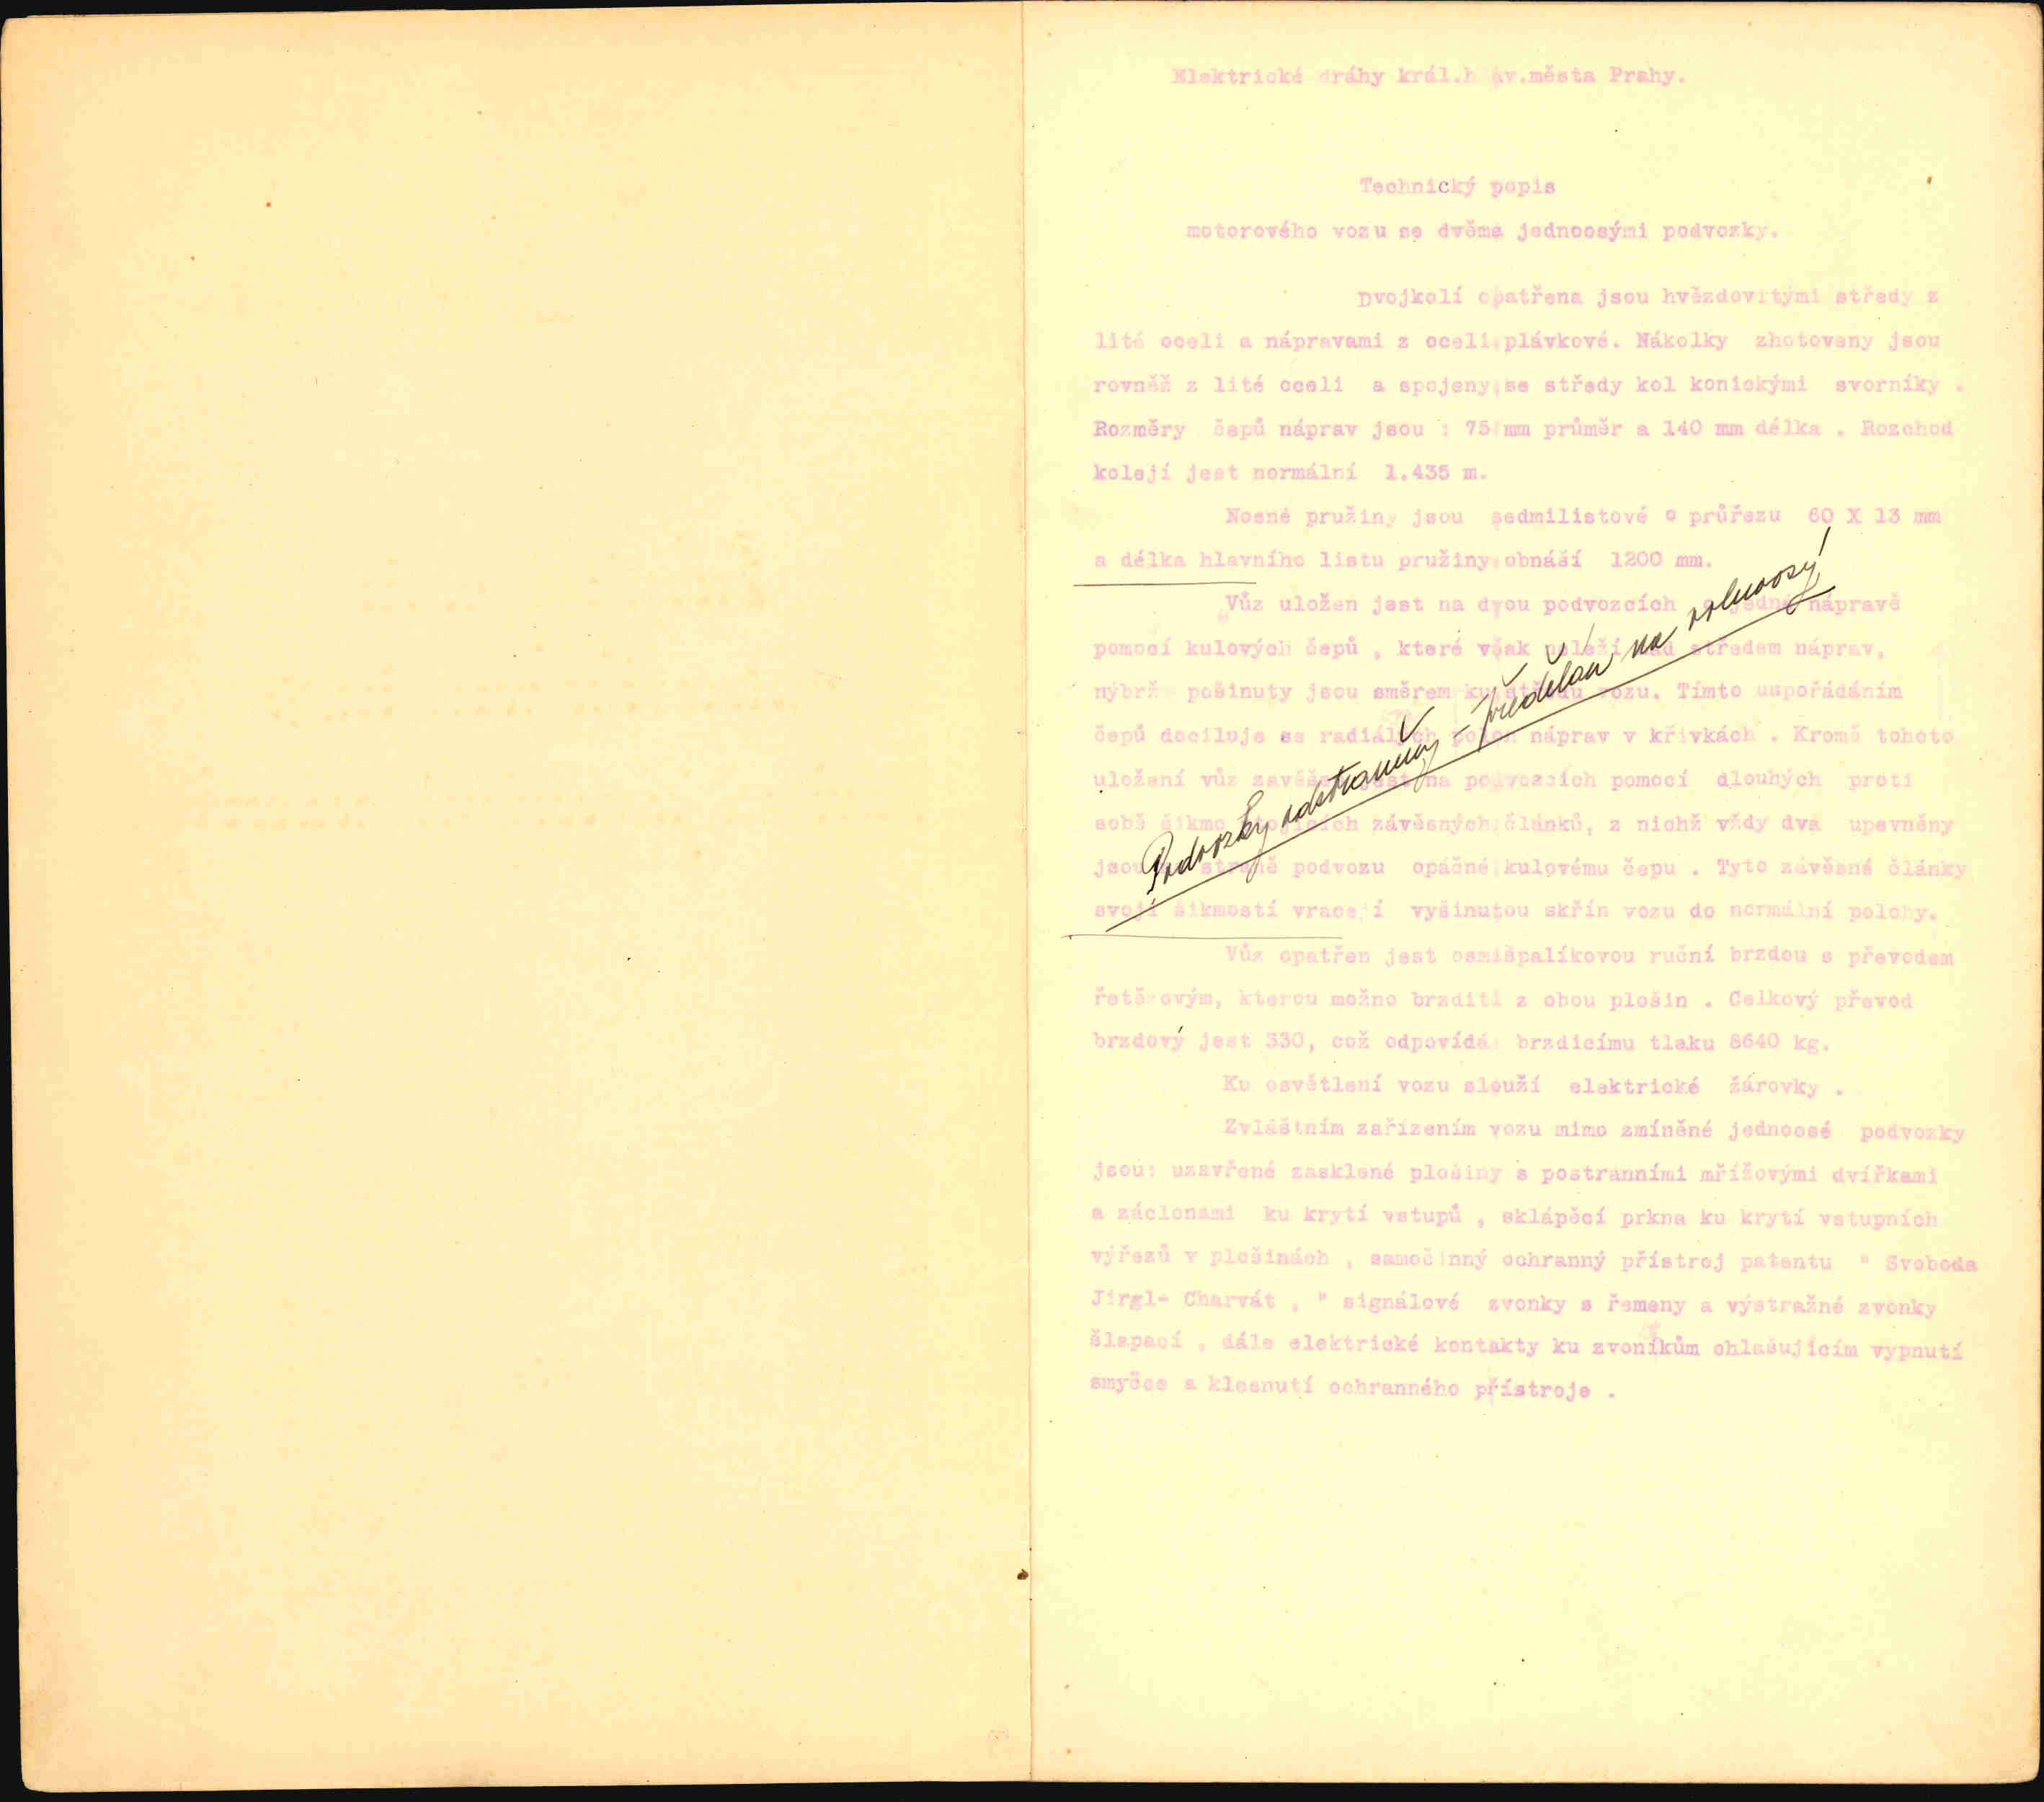 Elektrické dráhy král.hlav.města Prahy.
Technický popis
motorového vozu se dvěma jednoosými podvozky.
Dvojkolí opatřena jsou hvězdovitými středy z
lité oceli a nápravami z oceli plávkové. Nákolky zhotoveny jsou
rovněž z lité oceli a spojeny se středy kol konickými svorníky .
Rozměry čepů náprav jsou : 75 mm průměr a 140 mm délka . Rozchod
kolejí jest normální 1.435 m.
Nosné pružiny jsou sedmilistové o průřezu 60 X 13 mm
a délka hlavního listu pružiny obnáší 1200 mm.
Vůz uložen jest na dvou podvozcích o jedné nápravě
pomocí kulových čepů , které však neleží nad středem náprav,
nýbrž pošinuty jsou směrem ku středu vozu. Tímto uspořádáním
čepů dociluje se radiálných poloh náprav v křivkách . Kromě tohoto
uložení vůz zavěšen jest na podvozcích pomocí dlouhých proti
sobě šikmo stojících závěsných článků, z nichž vždy dva upevněny
jsou straně podvozu opáčné kulovému čepu . Tyto závěsné články
svojí šikmostí vracejí vyšinutou skříň vozu do normální polohy.
Podvozky odstraněny - předělán na volnoosý!
Vůz opatřen jest osmišpalíkovou ruční brzdou s převodem
řetězovým, kterou možno brzditi z obou plošin . Celkový převod
brzdový jest 330, což odpovídá brzdicímu tlaku 8640 kg.
Ku osvětlení vozu slouží elektrické žárovky .
Zvláštním zařízením vozu mimo zmíněné jednoosé podvozky
jsou: uzavřené zasklené plošiny s postranními mřížovými dvířkami
a záclonami ku krytí vstupů , sklápěcí prkna ku krytí vstupních
výřezů v plošinách , samočinný ochranný přístroj patentu " Svoboda
Jirgl- Charvát , " signálové zvonky s řemeny a výstražné zvonky
šlapací , dále elektrické kontakty ku zvoníkům ohlašujícím vypnutí
smyčce a klesnutí ochranného přístroje .